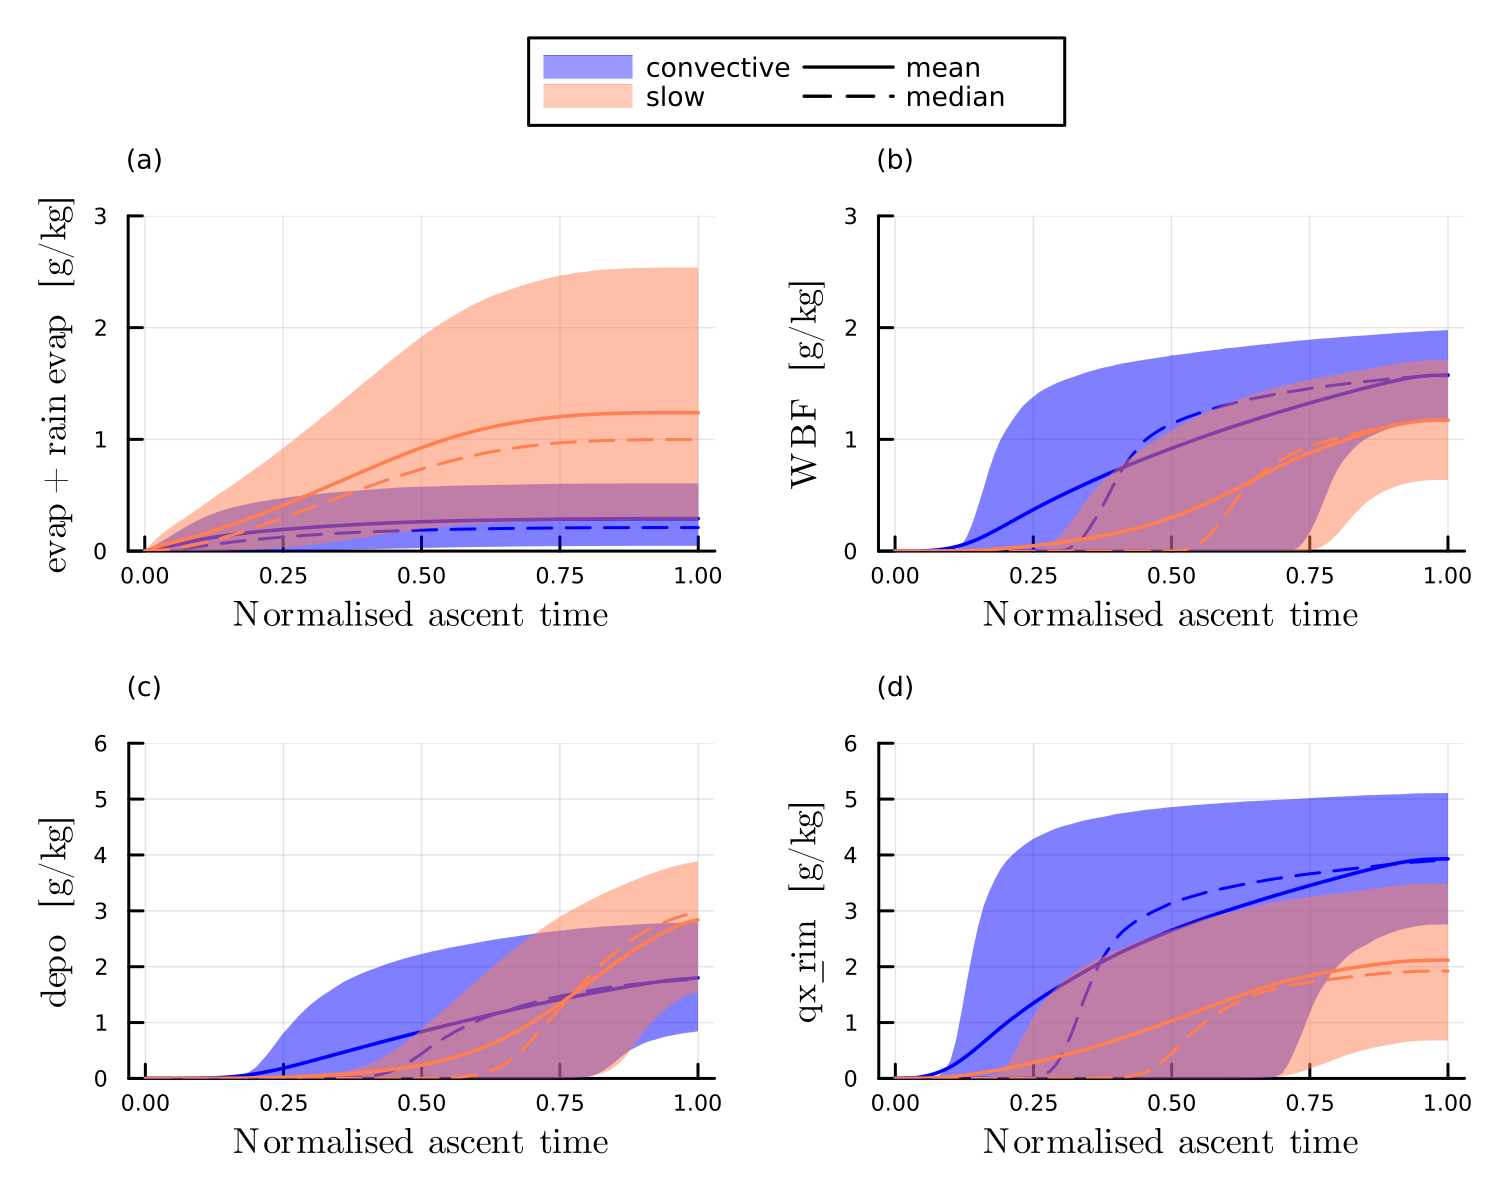 convective mean
slow median
(a)
evap + rain evap [g/kg]
3
2
1
0
0.00 0.25 0.50 0.75 1.00
Normalised ascent time
(b)
WBF [g/kg]
3
2
1
0
0.00 0.25 0.50 0.75 1.00
Normalised ascent time
(c)
depo [g/kg]
6
5
4
3
2
1
0
0.00 0.25 0.50 0.75 1.00
Normalised ascent time
(d)
qx_rim [g/kg]
6
5
4
3
2
1
0
0.00 0.25 0.50 0.75 1.00
Normalised ascent time